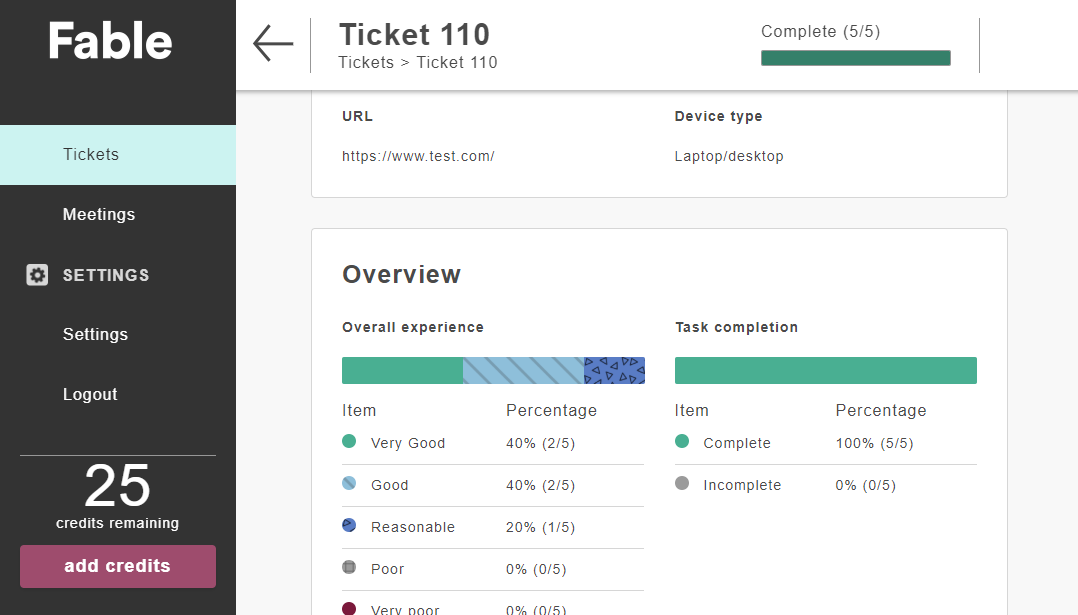 Fable
Tickets
Meetings
SETTINGS
Settings
Logout
25
credits remaining
add credits
Ticket 110
Tickets > Ticket 110
Complete (5/5)
URL
Device type
https://www.test.com/
Laptop/desktop
Overview
Overall experience
Task completion
Item Percentage
Very Good 40% (2/5)
Good 40% (2/5)
Reasonable 20% (1/5)
Poor 0% (0/5)
Very poor 0% (0/5)
Item Percentage
Complete 100% (5/5)
Incomplete 0% (0/5)